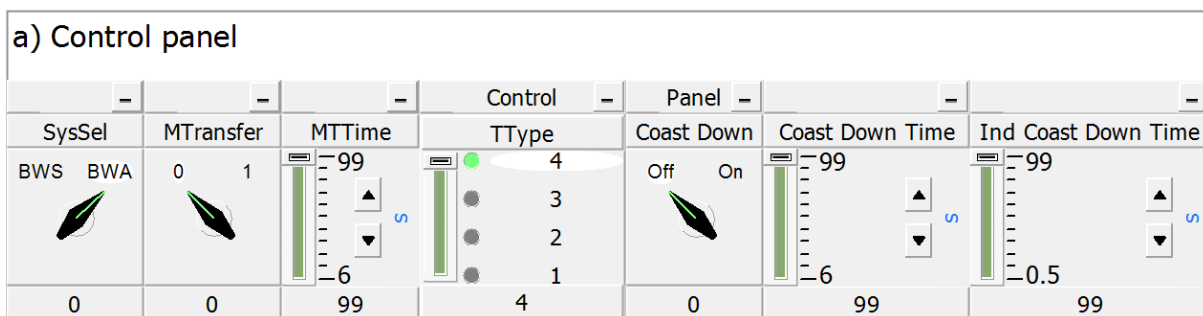 a) Control panel
Control Panel
SysSel MTransfer MTTime TType Coast Down Coast Down Time Ind Coast Down Time
BWS BWA 0 1 99 4 Off On 99 99
3
s 2 s s
6 1 6 0.5
0 0 99 4 0 99 99